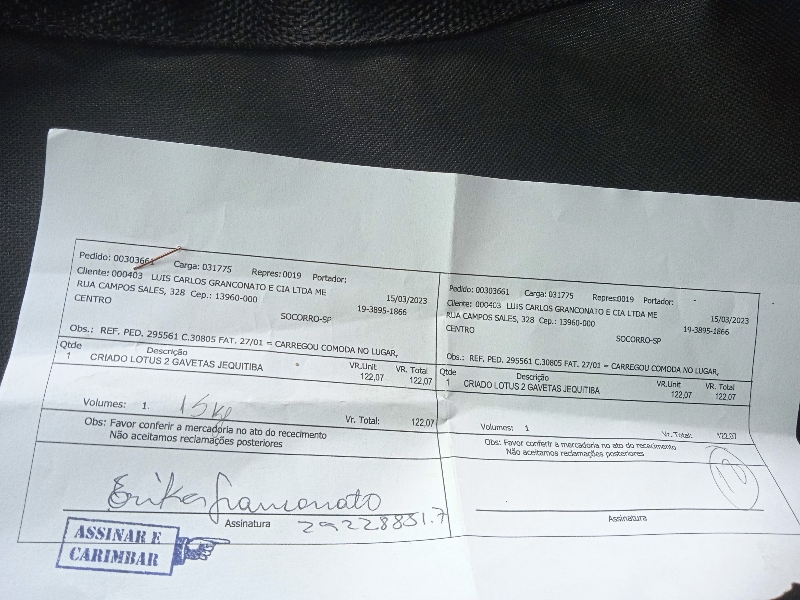 Pedido: 00303661 Carga: 031775 Repres: 0019 Portador:
Cliente: 000403 LUIS CARLOS GRANCONATO E CIA LTDA ME 15/03/2023
RUA CAMPOS SALES, 328 Cep.: 13960-000 19-3895-1866
CENTRO SOCORRO-SP
Obs.: REF. PED. 295561 C.30805 FAT. 27/01 = CARREGOU COMODA NO LUGAR,
Qtde Descrição VR.Unit VR. Total
1 CRIADO LOTUS 2 GAVETAS JEQUITIBA 122,07 122,07
Volumes: 1. 15kg Vr. Total: 122,07
Obs: Favor conferir a mercadoria no ato do rececimento
Não aceitamos reclamações posteriores
Erika Granconato
Assinatura 29228851.7
ASSINAR E
CARIMBAR
Pedido: 00303661 Carga: 031775 Repres:0019 Portador:
Cliente: 000403 LUIS CARLOS GRANCONATO E CIA LTDA ME 15/03/2023
RUA CAMPOS SALES, 328 Cep.: 13960-000 19-3895-1866
CENTRO SOCORRO-SP
Obs.: REF. PED. 295561 C.30805 FAT. 27/01 = CARREGOU COMODA NO LUGAR,
Qtde Descrição VR.Unit VR. Total
1 CRIADO LOTUS 2 GAVETAS JEQUITIBA 122,07 122,07
Volumes: 1 Vr. Total: 122,07
Obs: Favor conferir a mercadoria no ato do rececimento
Não aceitamos reclamações posteriores
Assinatura